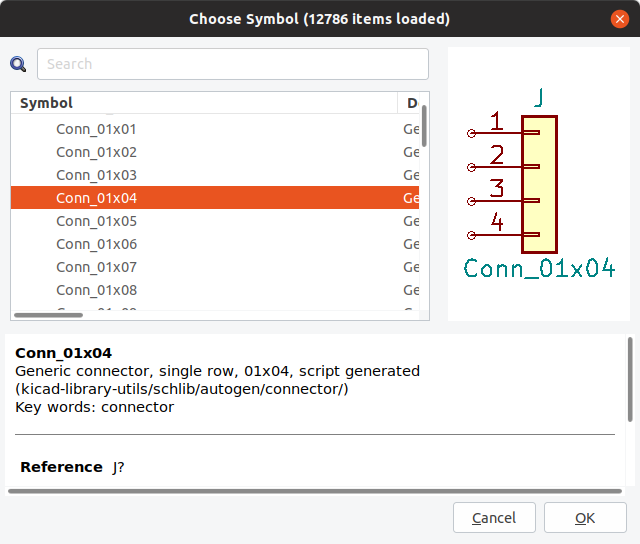 Choose Symbol (12786 items loaded)
Search
Symbol
D
Conn_01x01
Ge
Conn_01x02
Ge
Conn_01x03
Ge
Conn_01x04
Ge
Conn_01x05
Ge
Conn_01x06
Ge
Conn_01x07
Ge
Conn_01x08
Ge
J
1
2
3
4
Conn_01x04
Conn_01x04
Generic connector, single row, 01x04, script generated
(kicad-library-utils/schlib/autogen/connector/)
Key words: connector
Reference J?
Cancel
OK